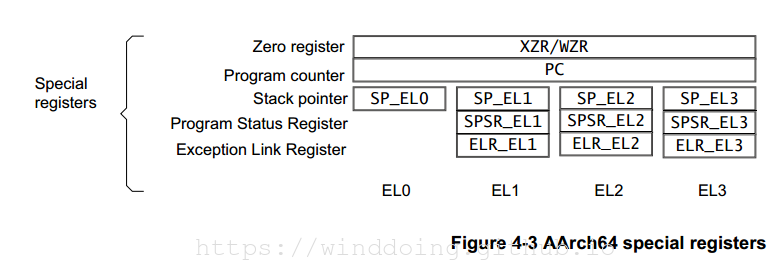 Zero register XZR/WZR
Program counter PC
Special registers
Stack pointer SP_EL0 SP_EL1 SP_EL2 SP_EL3
Program Status Register SPSR_EL1 SPSR_EL2 SPSR_EL3
Exception Link Register ELR_EL1 ELR_EL2 ELR_EL3
EL0 EL1 EL2 EL3
Figure 4-3 AArch64 special registers
https://winddoing.github.io